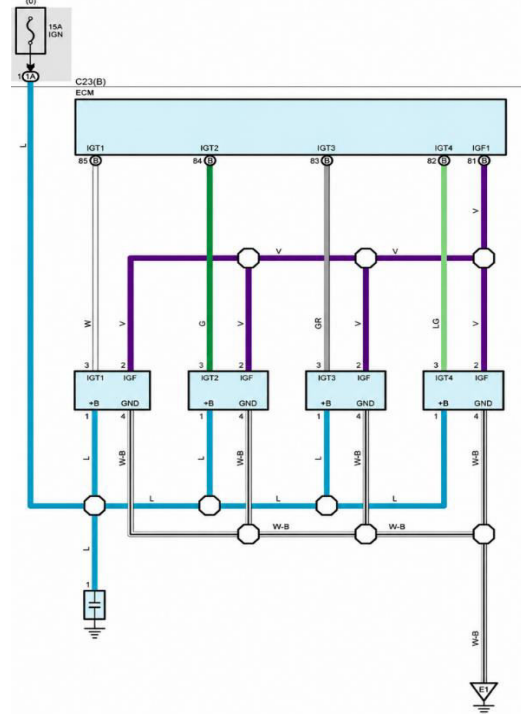 (6)
15A
IGN
1 1A
C23(B)
ECM
IGT1 IGT2 IGT3 IGT4 IGF1
85 B 84 B 83 B 82 B 81 B
L
V
V V V
W V G V GR V LG V
3 2 3 2 3 2 3 2
IGT1 IGF IGT2 IGF IGT3 IGF IGT4 IGF
+B GND +B GND +B GND +B GND
1 4 1 4 1 4 1 4
L W-B L W-B L W-B W-B
L L L
W-B W-B
L
1
W-B
E1